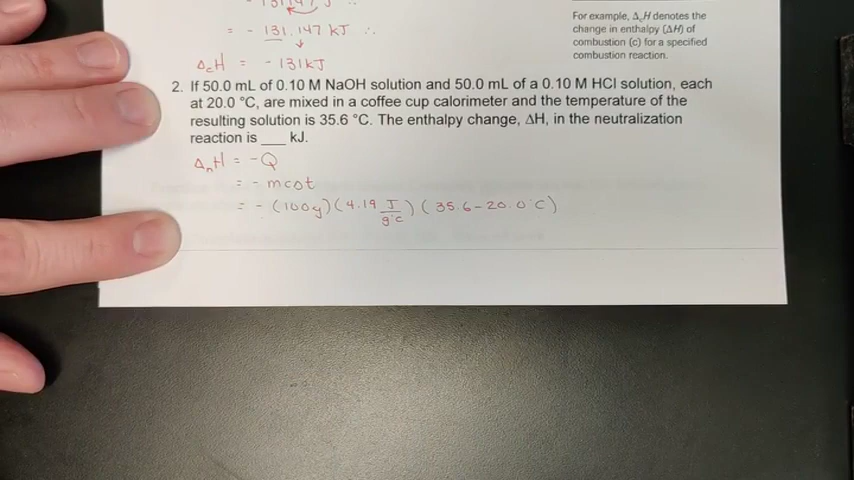 = - 131.147 kJ ∴
ΔcH = - 131kJ
For example, ΔcH denotes the
change in enthalpy (ΔH) of
combustion (c) for a specified
combustion reaction.
2. If 50.0 mL of 0.10 M NaOH solution and 50.0 mL of a 0.10 M HCl solution, each
at 20.0 °C, are mixed in a coffee cup calorimeter and the temperature of the
resulting solution is 35.6 °C. The enthalpy change, ΔH, in the neutralization
reaction is ___ kJ.
ΔnH = -Q
= - mcΔt
= - (100g)(4.19 J/g°C)(35.6-20.0°C)